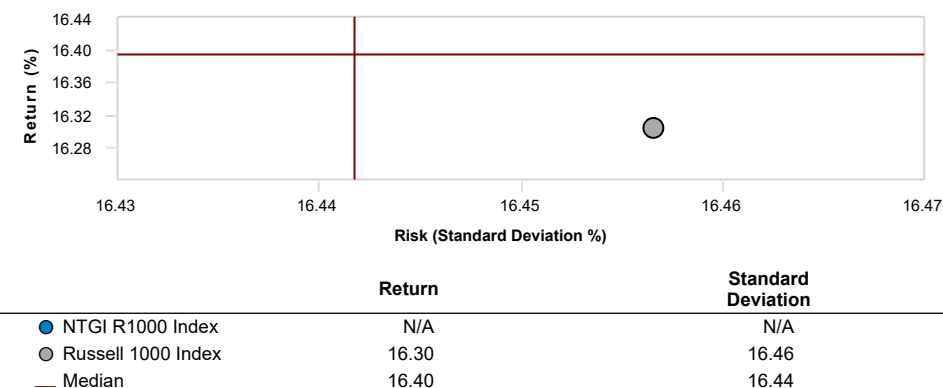 16.44
16.40
16.36
16.32
16.28
Return (%)
16.43 16.44 16.45 16.46 16.47
Risk (Standard Deviation %)
Return Standard Deviation
NTGI R1000 Index N/A N/A
Russell 1000 Index 16.30 16.46
Median 16.40 16.44